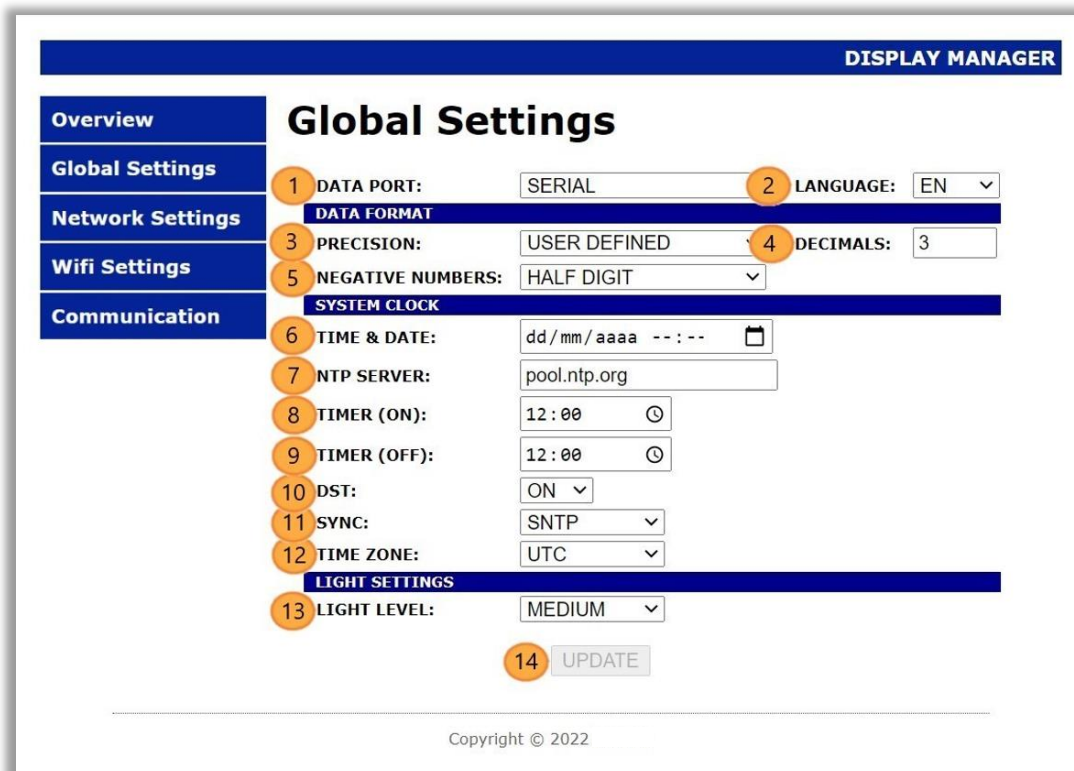 DISPLAY MANAGER
Overview
Global Settings
Network Settings
Wifi Settings
Communication
Global Settings
1 DATA PORT: SERIAL 2 LANGUAGE: EN
DATA FORMAT
3 PRECISION: USER DEFINED 4 DECIMALS: 3
5 NEGATIVE NUMBERS: HALF DIGIT
SYSTEM CLOCK
6 TIME & DATE: dd/mm/aaaa --:--
7 NTP SERVER: pool.ntp.org
8 TIMER (ON): 12:00
9 TIMER (OFF): 12:00
10 DST: ON
11 SYNC: SNTP
12 TIME ZONE: UTC
LIGHT SETTINGS
13 LIGHT LEVEL: MEDIUM
14 UPDATE
Copyright © 2022